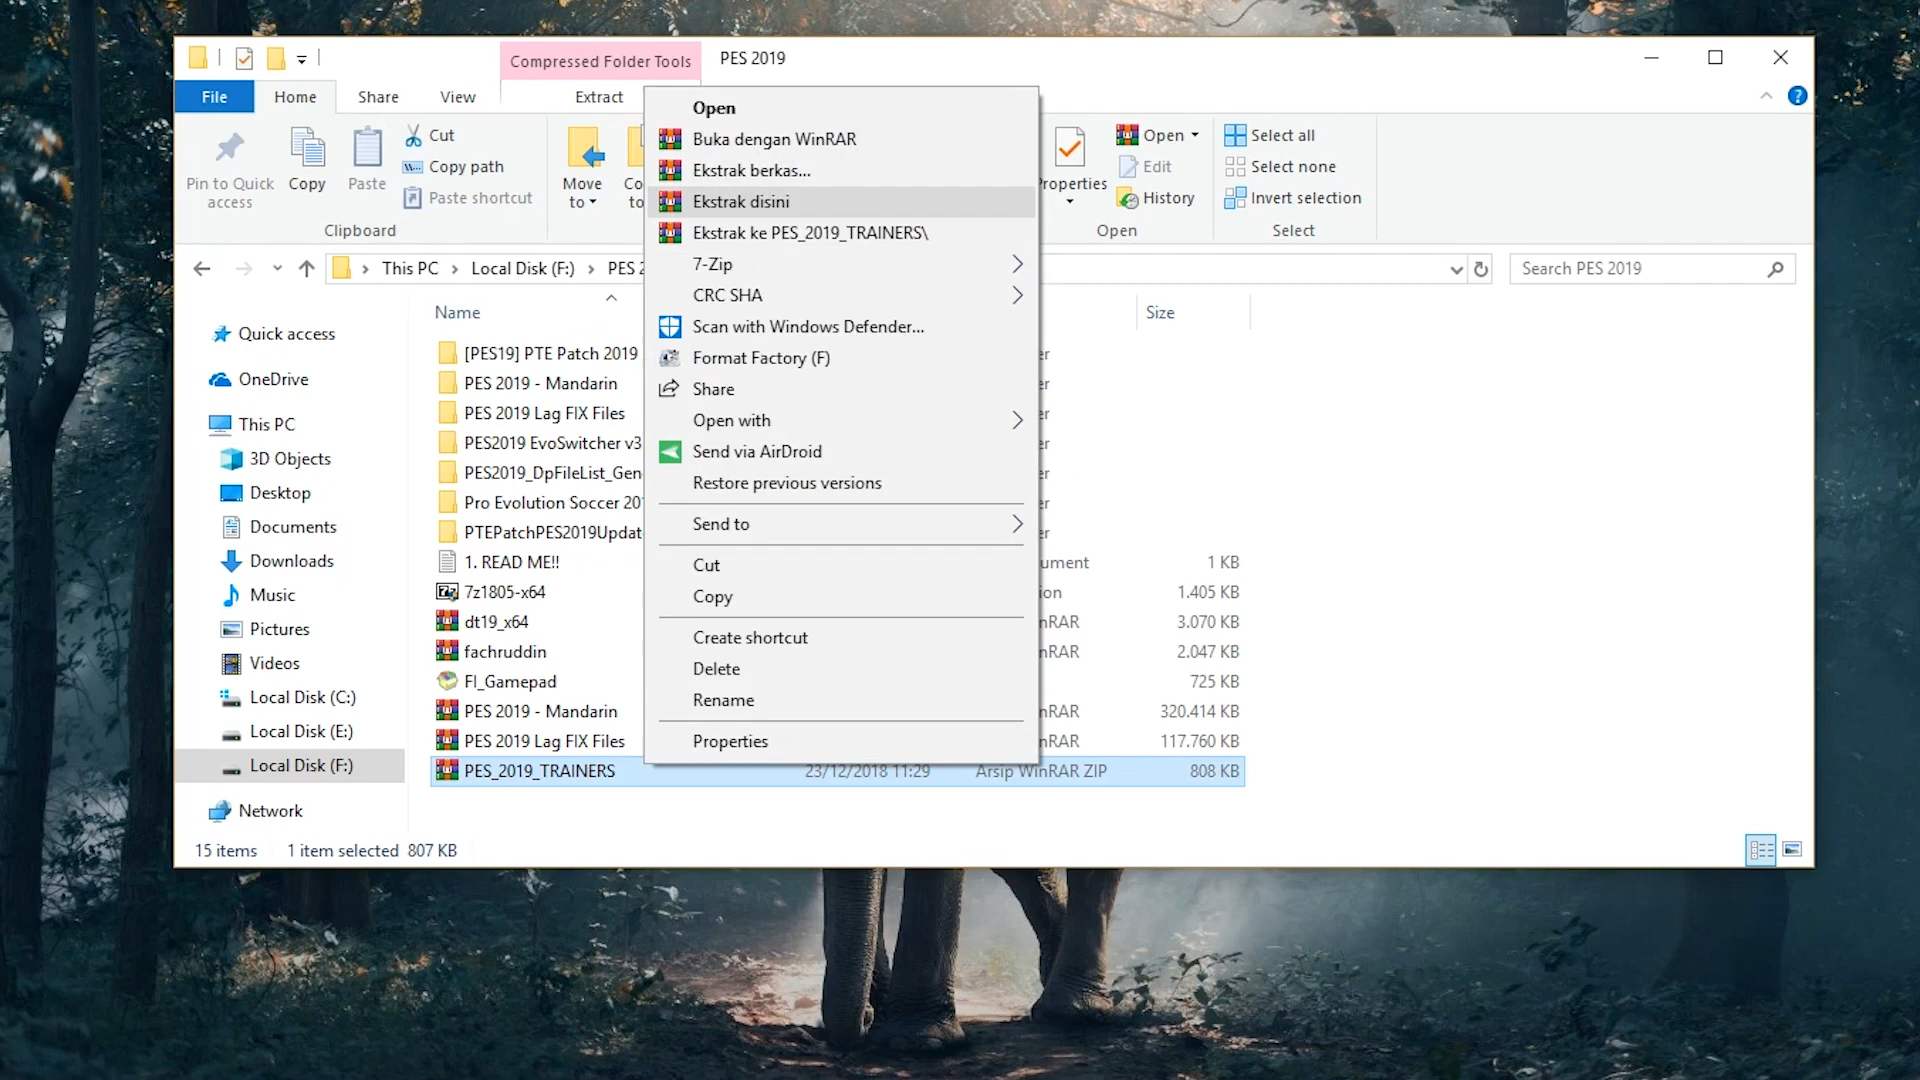 Compressed Folder Tools
PES 2019
File
Home
Share
View
Extract
Pin to Quick
access
Copy
Paste
Cut
Copy path
Paste shortcut
Clipboard
Move
to
Co
to
Properties
Open
Edit
History
Open
Select all
Select none
Invert selection
Select
This PC
Local Disk (F:)
PES 2
Search PES 2019
Name
Size
Quick access
OneDrive
This PC
3D Objects
Desktop
Documents
Downloads
Music
Pictures
Videos
Local Disk (C:)
Local Disk (E:)
Local Disk (F:)
Network
[PES19] PTE Patch 2019
er
PES 2019 - Mandarin
er
PES 2019 Lag FIX Files
er
PES2019 EvoSwitcher v3
er
PES2019_DpFileList_Gen
er
Pro Evolution Soccer 20
er
PTEPatchPES2019Updat
er
1. READ ME!!
ument
1 KB
7z1805-x64
ion
1.405 KB
dt19_x64
nRAR
3.070 KB
fachruddin
nRAR
2.047 KB
FI_Gamepad
725 KB
PES 2019 - Mandarin
nRAR
320.414 KB
PES 2019 Lag FIX Files
nRAR
117.760 KB
PES_2019_TRAINERS
23/12/2018 11:29
Arsip WinRAR ZIP
808 KB
Open
Buka dengan WinRAR
Ekstrak berkas...
Ekstrak disini
Ekstrak ke PES_2019_TRAINERS\
7-Zip
CRC SHA
Scan with Windows Defender...
Format Factory (F)
Share
Open with
Send via AirDroid
Restore previous versions
Send to
Cut
Copy
Create shortcut
Delete
Rename
Properties
15 items
1 item selected 807 KB